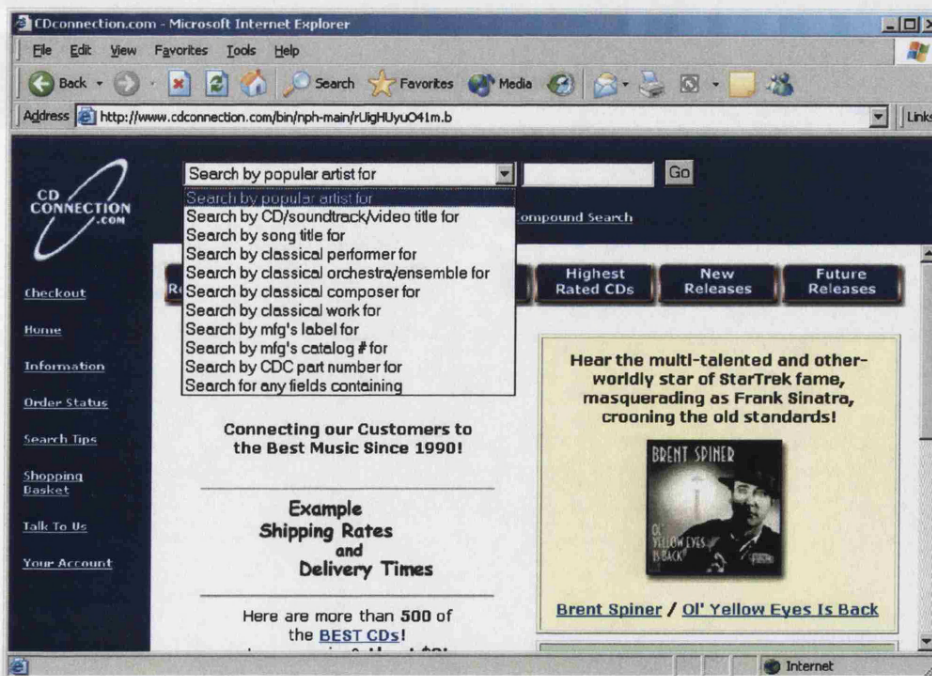 CDconnection.com - Microsoft Internet Explorer
File Edit View Favorites Tools Help
Back Search Favorites Media
Address http://www.cdconnection.com/bin/nph-main/rUigHUyuO41m.b Links
CD
CONNECTION
.COM
Search by popular artist for Go
Search by popular artist for
Search by CD/soundtrack/video title for
Search by song title for
Search by classical performer for
Search by classical orchestra/ensemble for
Search by classical composer for
Search by classical work for
Search by mfg's label for
Search by mfg's catalog # for
Search by CDC part number for
Search for any fields containing
ompound Search
Highest
Rated CDs
New
Releases
Future
Releases
Checkout
Home
Information
Order Status
Search Tips
Shopping
Basket
Talk To Us
Your Account
Connecting our Customers to
the Best Music Since 1990!
Example
Shipping Rates
and
Delivery Times
Here are more than 500 of
the BEST CDs!
Hear the multi-talented and other-
worldly star of StarTrek fame,
masquerading as Frank Sinatra,
crooning the old standards!
BRENT SPINER
OL'
YELLOW EYES
IS BACK
Brent Spiner / Ol' Yellow Eyes Is Back
Internet